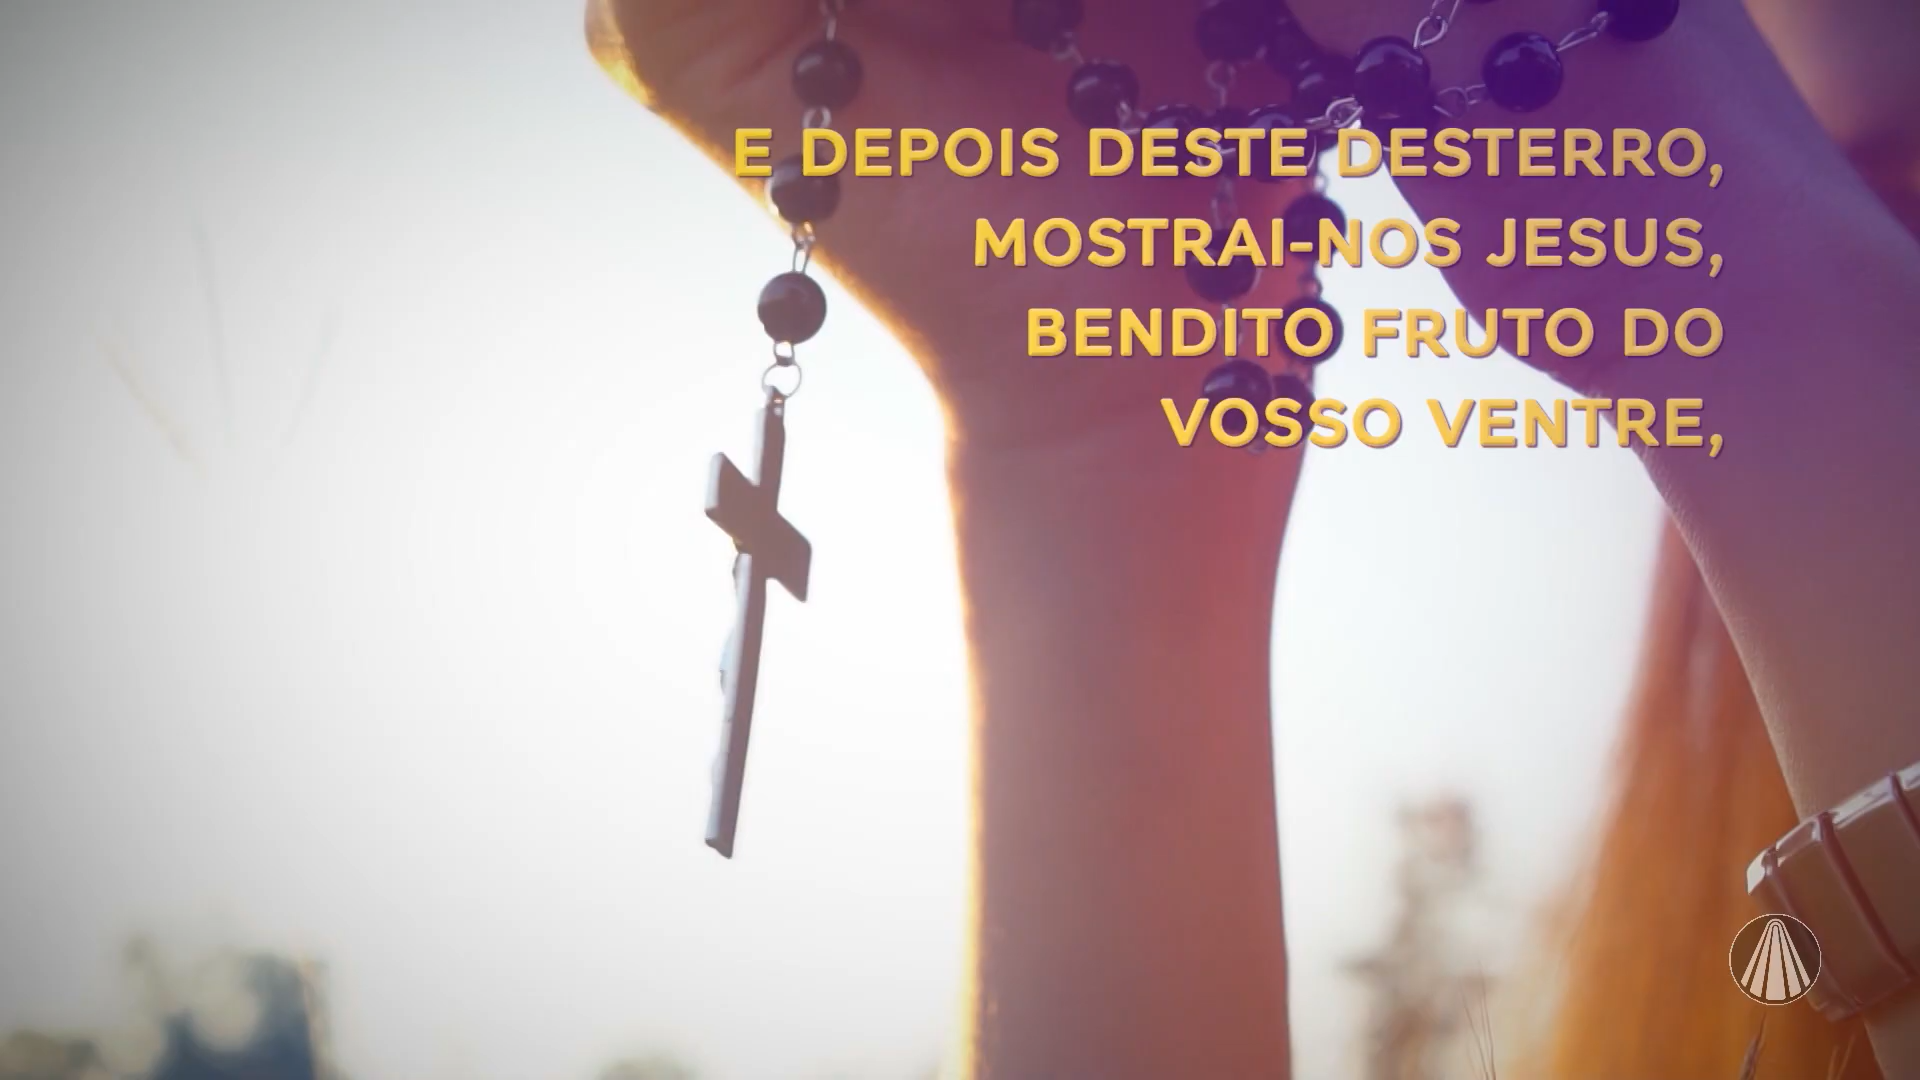 E DEPOIS DESTE DESTERRO,
MOSTRAI-NOS JESUS,
BENDITO FRUTO DO
VOSSO VENTRE,